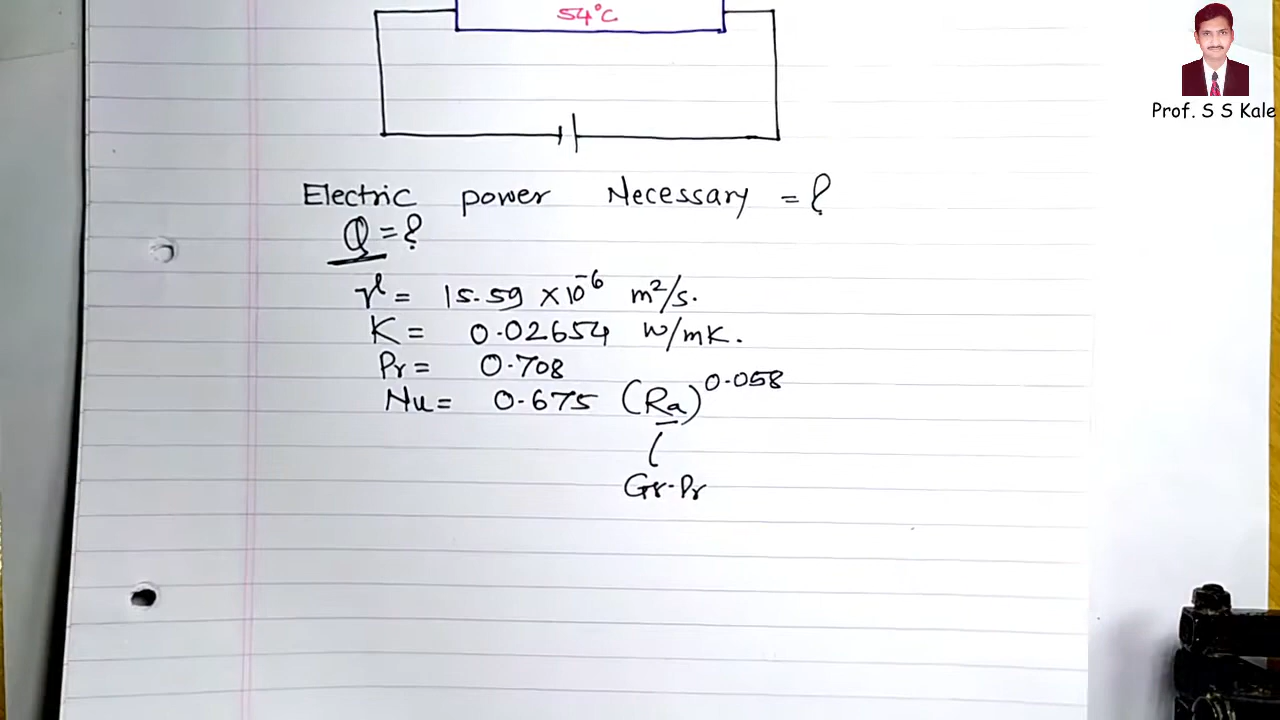 54°C
Prof. S S Kale
Electric power Necessary = ?
Q = ?
ν = 15.59 × 10⁻⁶ m²/s.
K = 0.02654 W/mK.
Pr = 0.708
Nu = 0.675 (Ra)^0.058
Gr·Pr